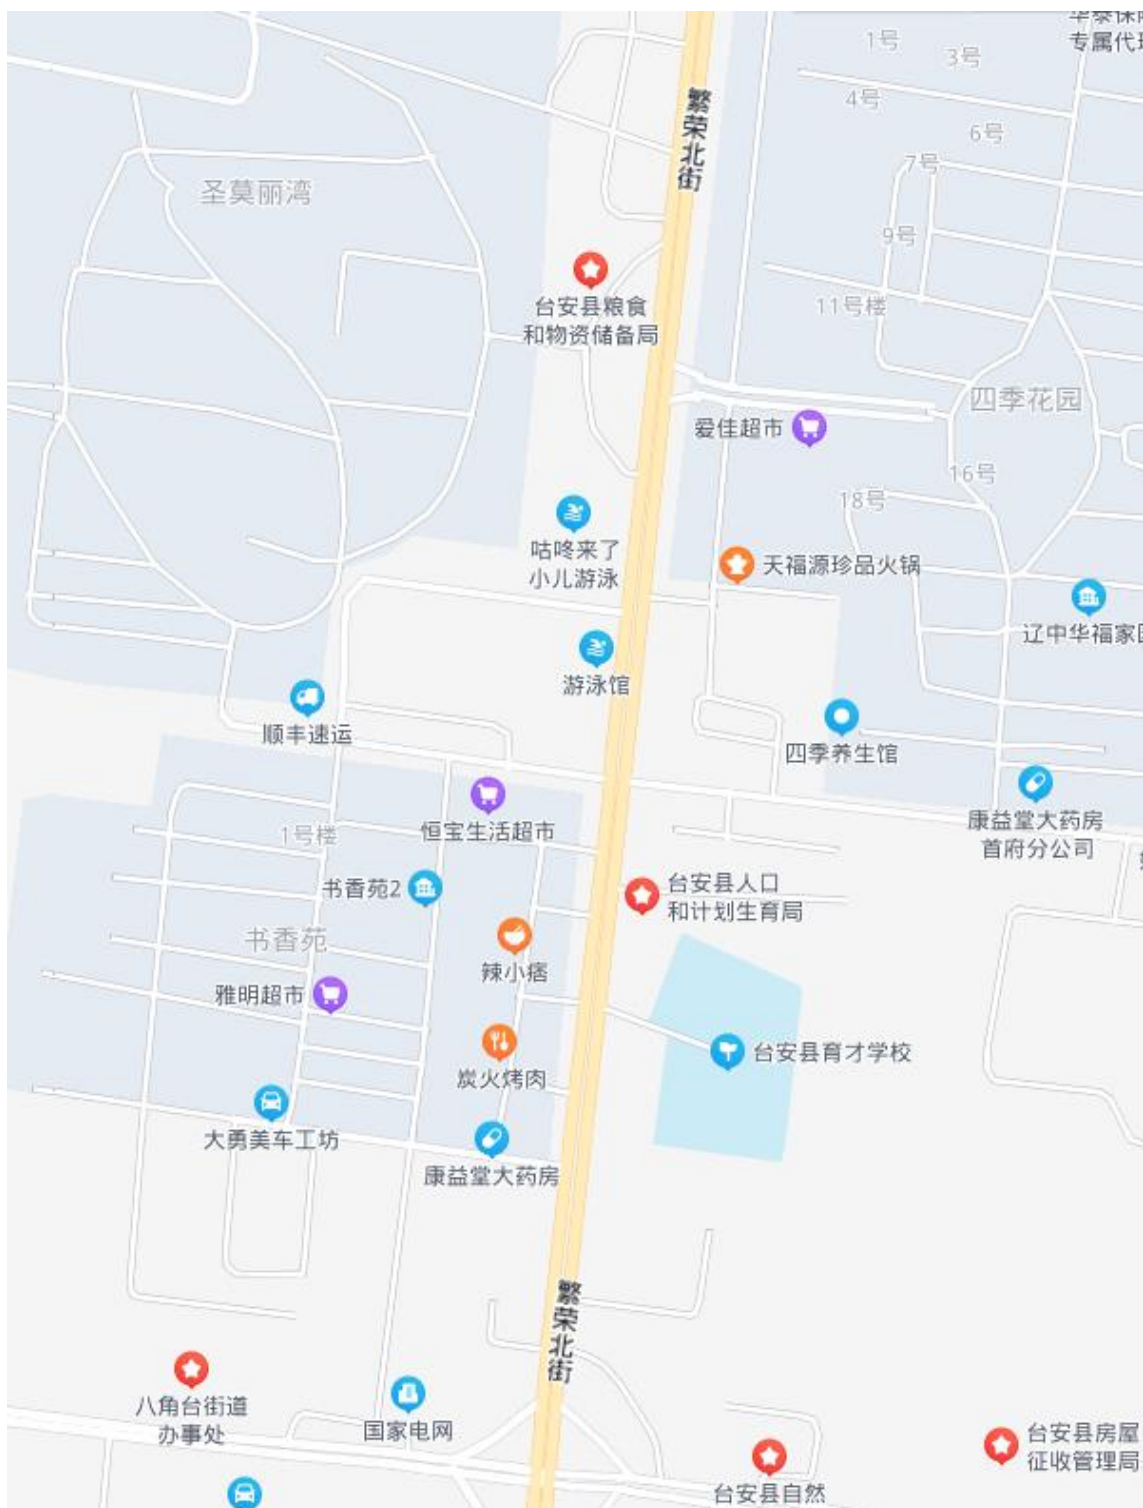 专属代理
1号
3号
4号
6号
7号
繁荣北街
圣莫丽湾
9号
台安县粮食
和物资储备局
11号楼
四季花园
爱佳超市
16号
18号
咕咚来了
小儿游泳
天福源珍品火锅
辽中华福家园
游泳馆
顺丰速运
四季养生馆
康益堂大药房
首府分公司
恒宝生活超市
1号楼
书香苑2
台安县人口
和计划生育局
书香苑
辣小痞
雅明超市
台安县育才学校
炭火烤肉
大勇美车工坊
康益堂大药房
繁荣北街
八角台街道
办事处
国家电网
台安县房屋
征收管理局
台安县自然